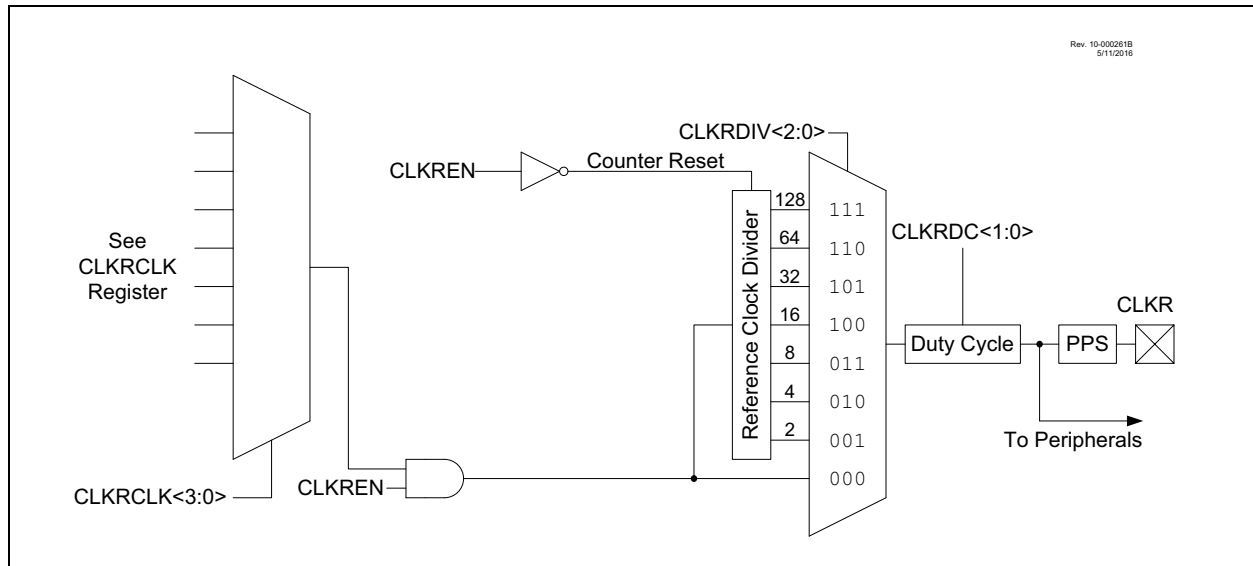 Rev. 10-000261B
5/11/2016
CLKRDIV<2:0>
CLKREN
Counter Reset
128
64
32
16
8
4
2
Reference Clock Divider
111
110
101
100
011
010
001
000
See
CLKRCLK
Register
CLKRDC<1:0>
CLKR
Duty Cycle
PPS
To Peripherals
CLKRCLK<3:0>
CLKREN